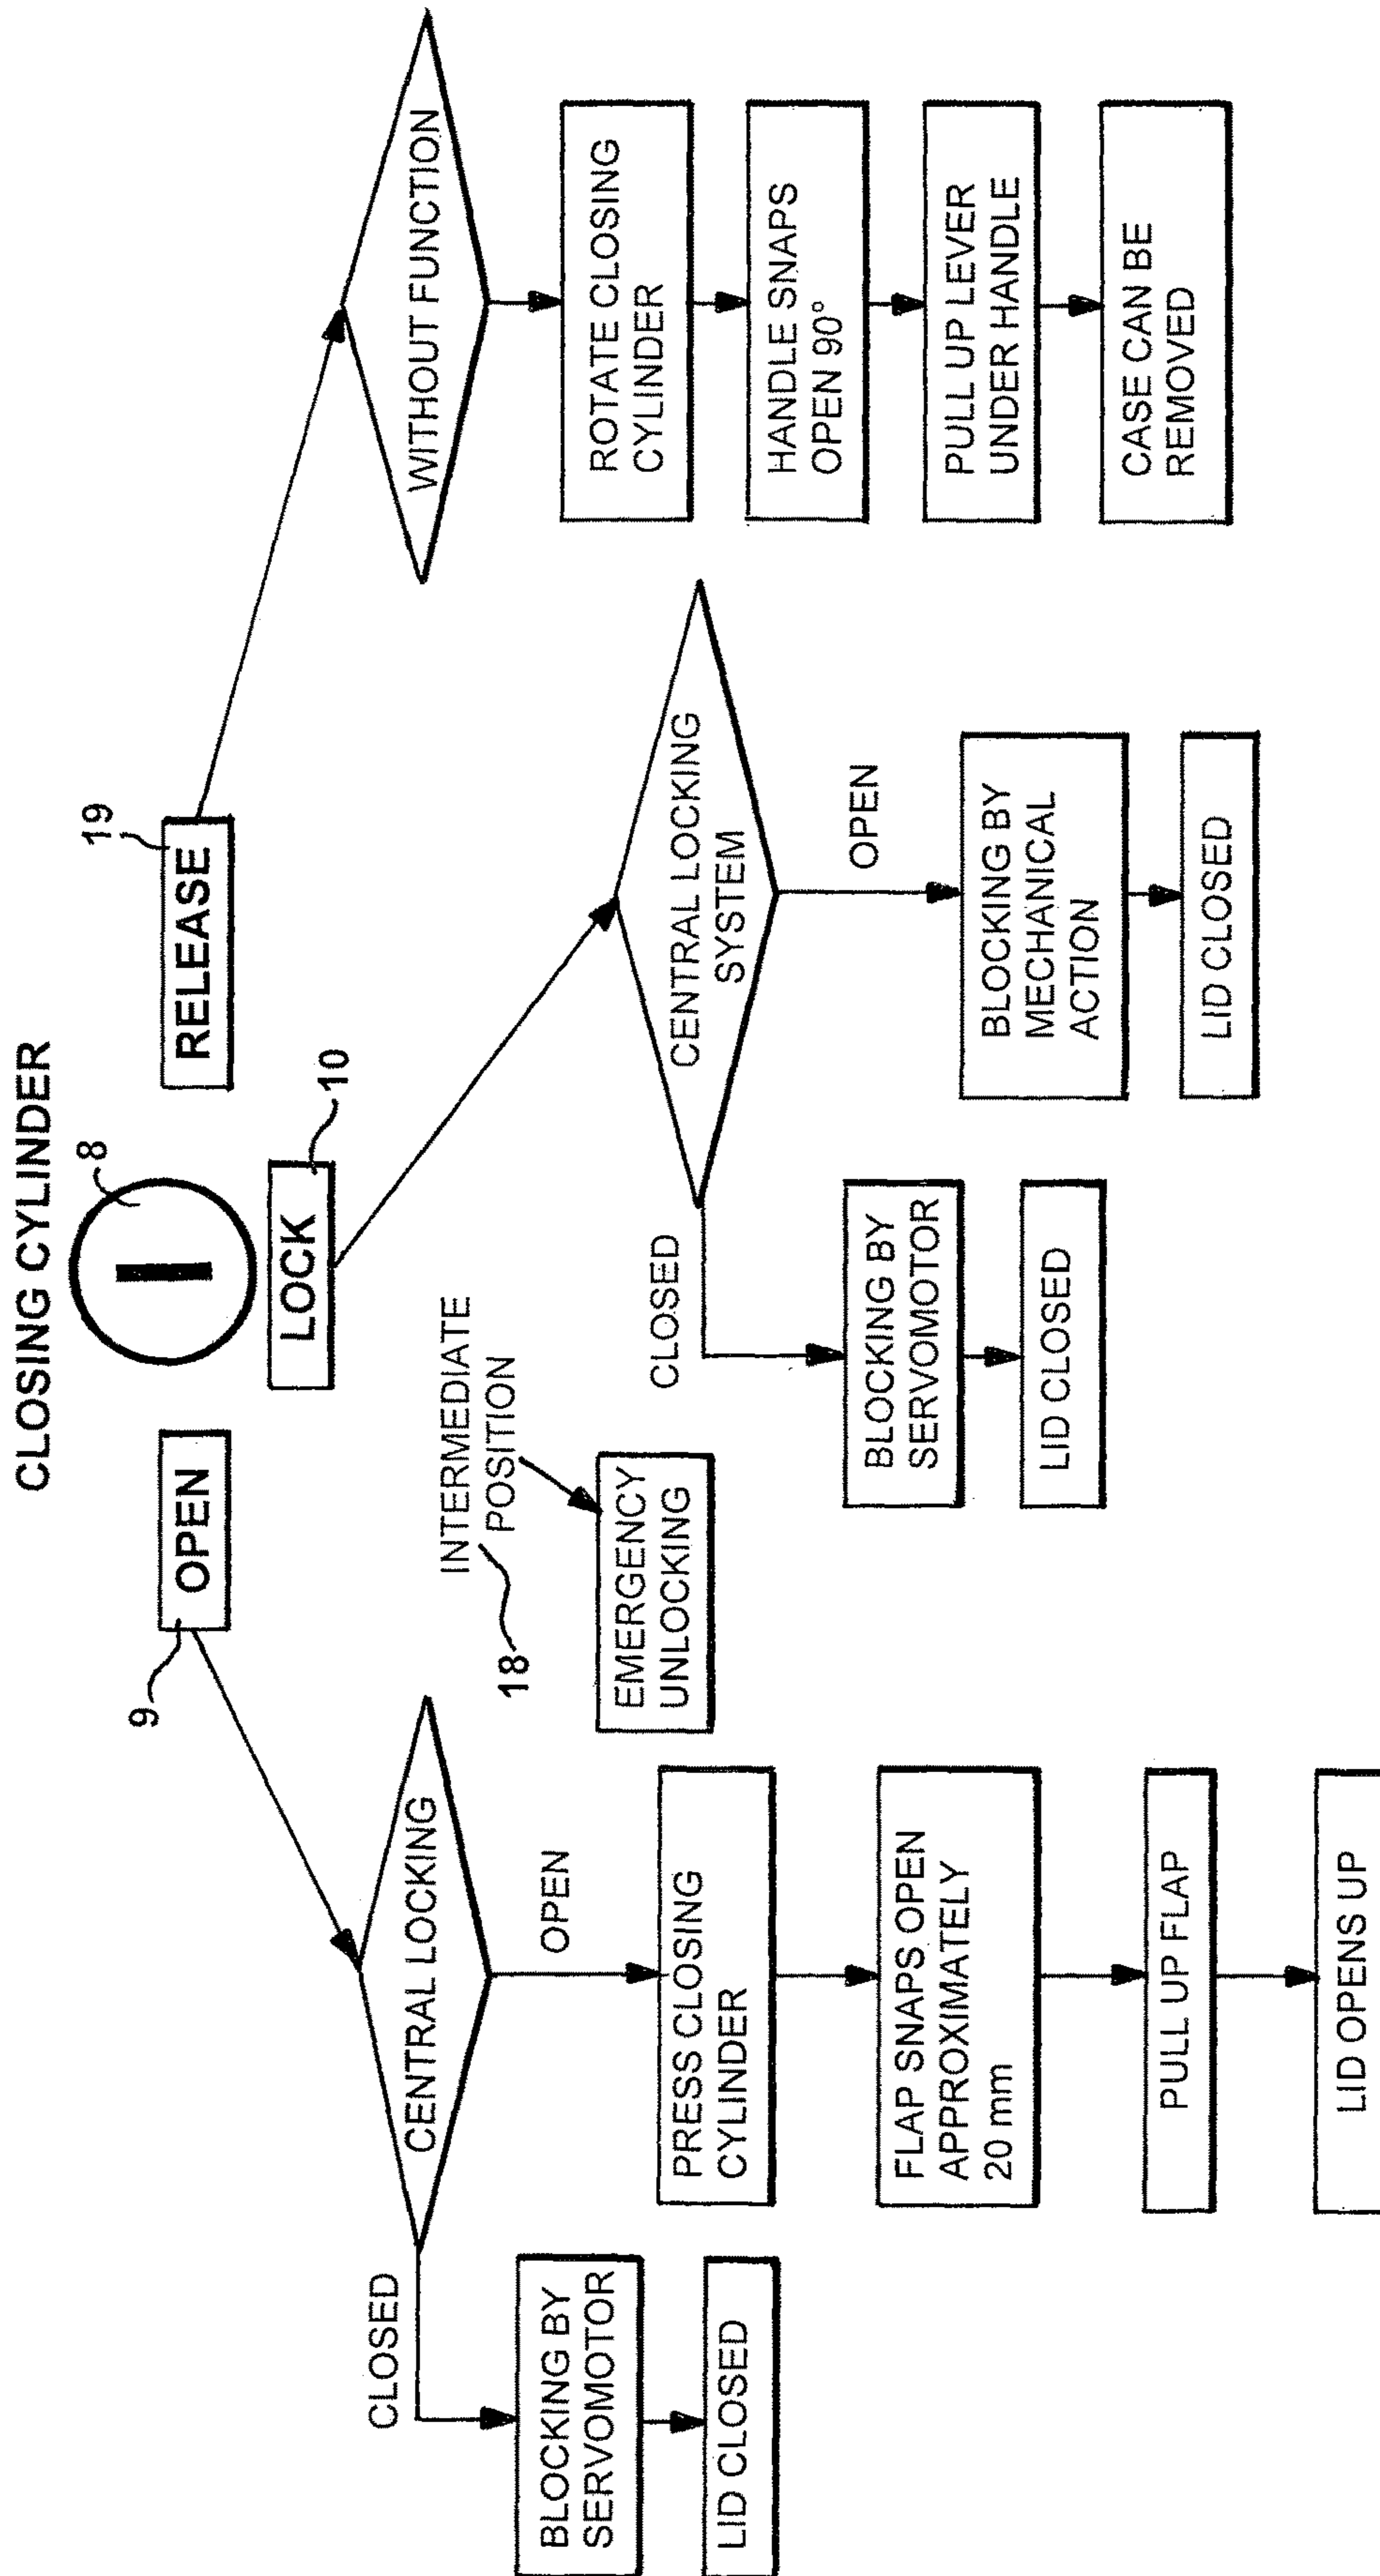 CLOSING CYLINDER
8
9
OPEN
LOCK
10
19
RELEASE
CENTRAL LOCKING
CLOSED
BLOCKING BY
SERVOMOTOR
LID CLOSED
OPEN
PRESS CLOSING
CYLINDER
FLAP SNAPS OPEN
APPROXIMATELY
20 mm
PULL UP FLAP
LID OPENS UP
INTERMEDIATE
POSITION
18
EMERGENCY
UNLOCKING
CENTRAL LOCKING
SYSTEM
CLOSED
BLOCKING BY
SERVOMOTOR
LID CLOSED
OPEN
BLOCKING BY
MECHANICAL
ACTION
LID CLOSED
WITHOUT FUNCTION
ROTATE CLOSING
CYLINDER
HANDLE SNAPS
OPEN 90°
PULL UP LEVER
UNDER HANDLE
CASE CAN BE
REMOVED